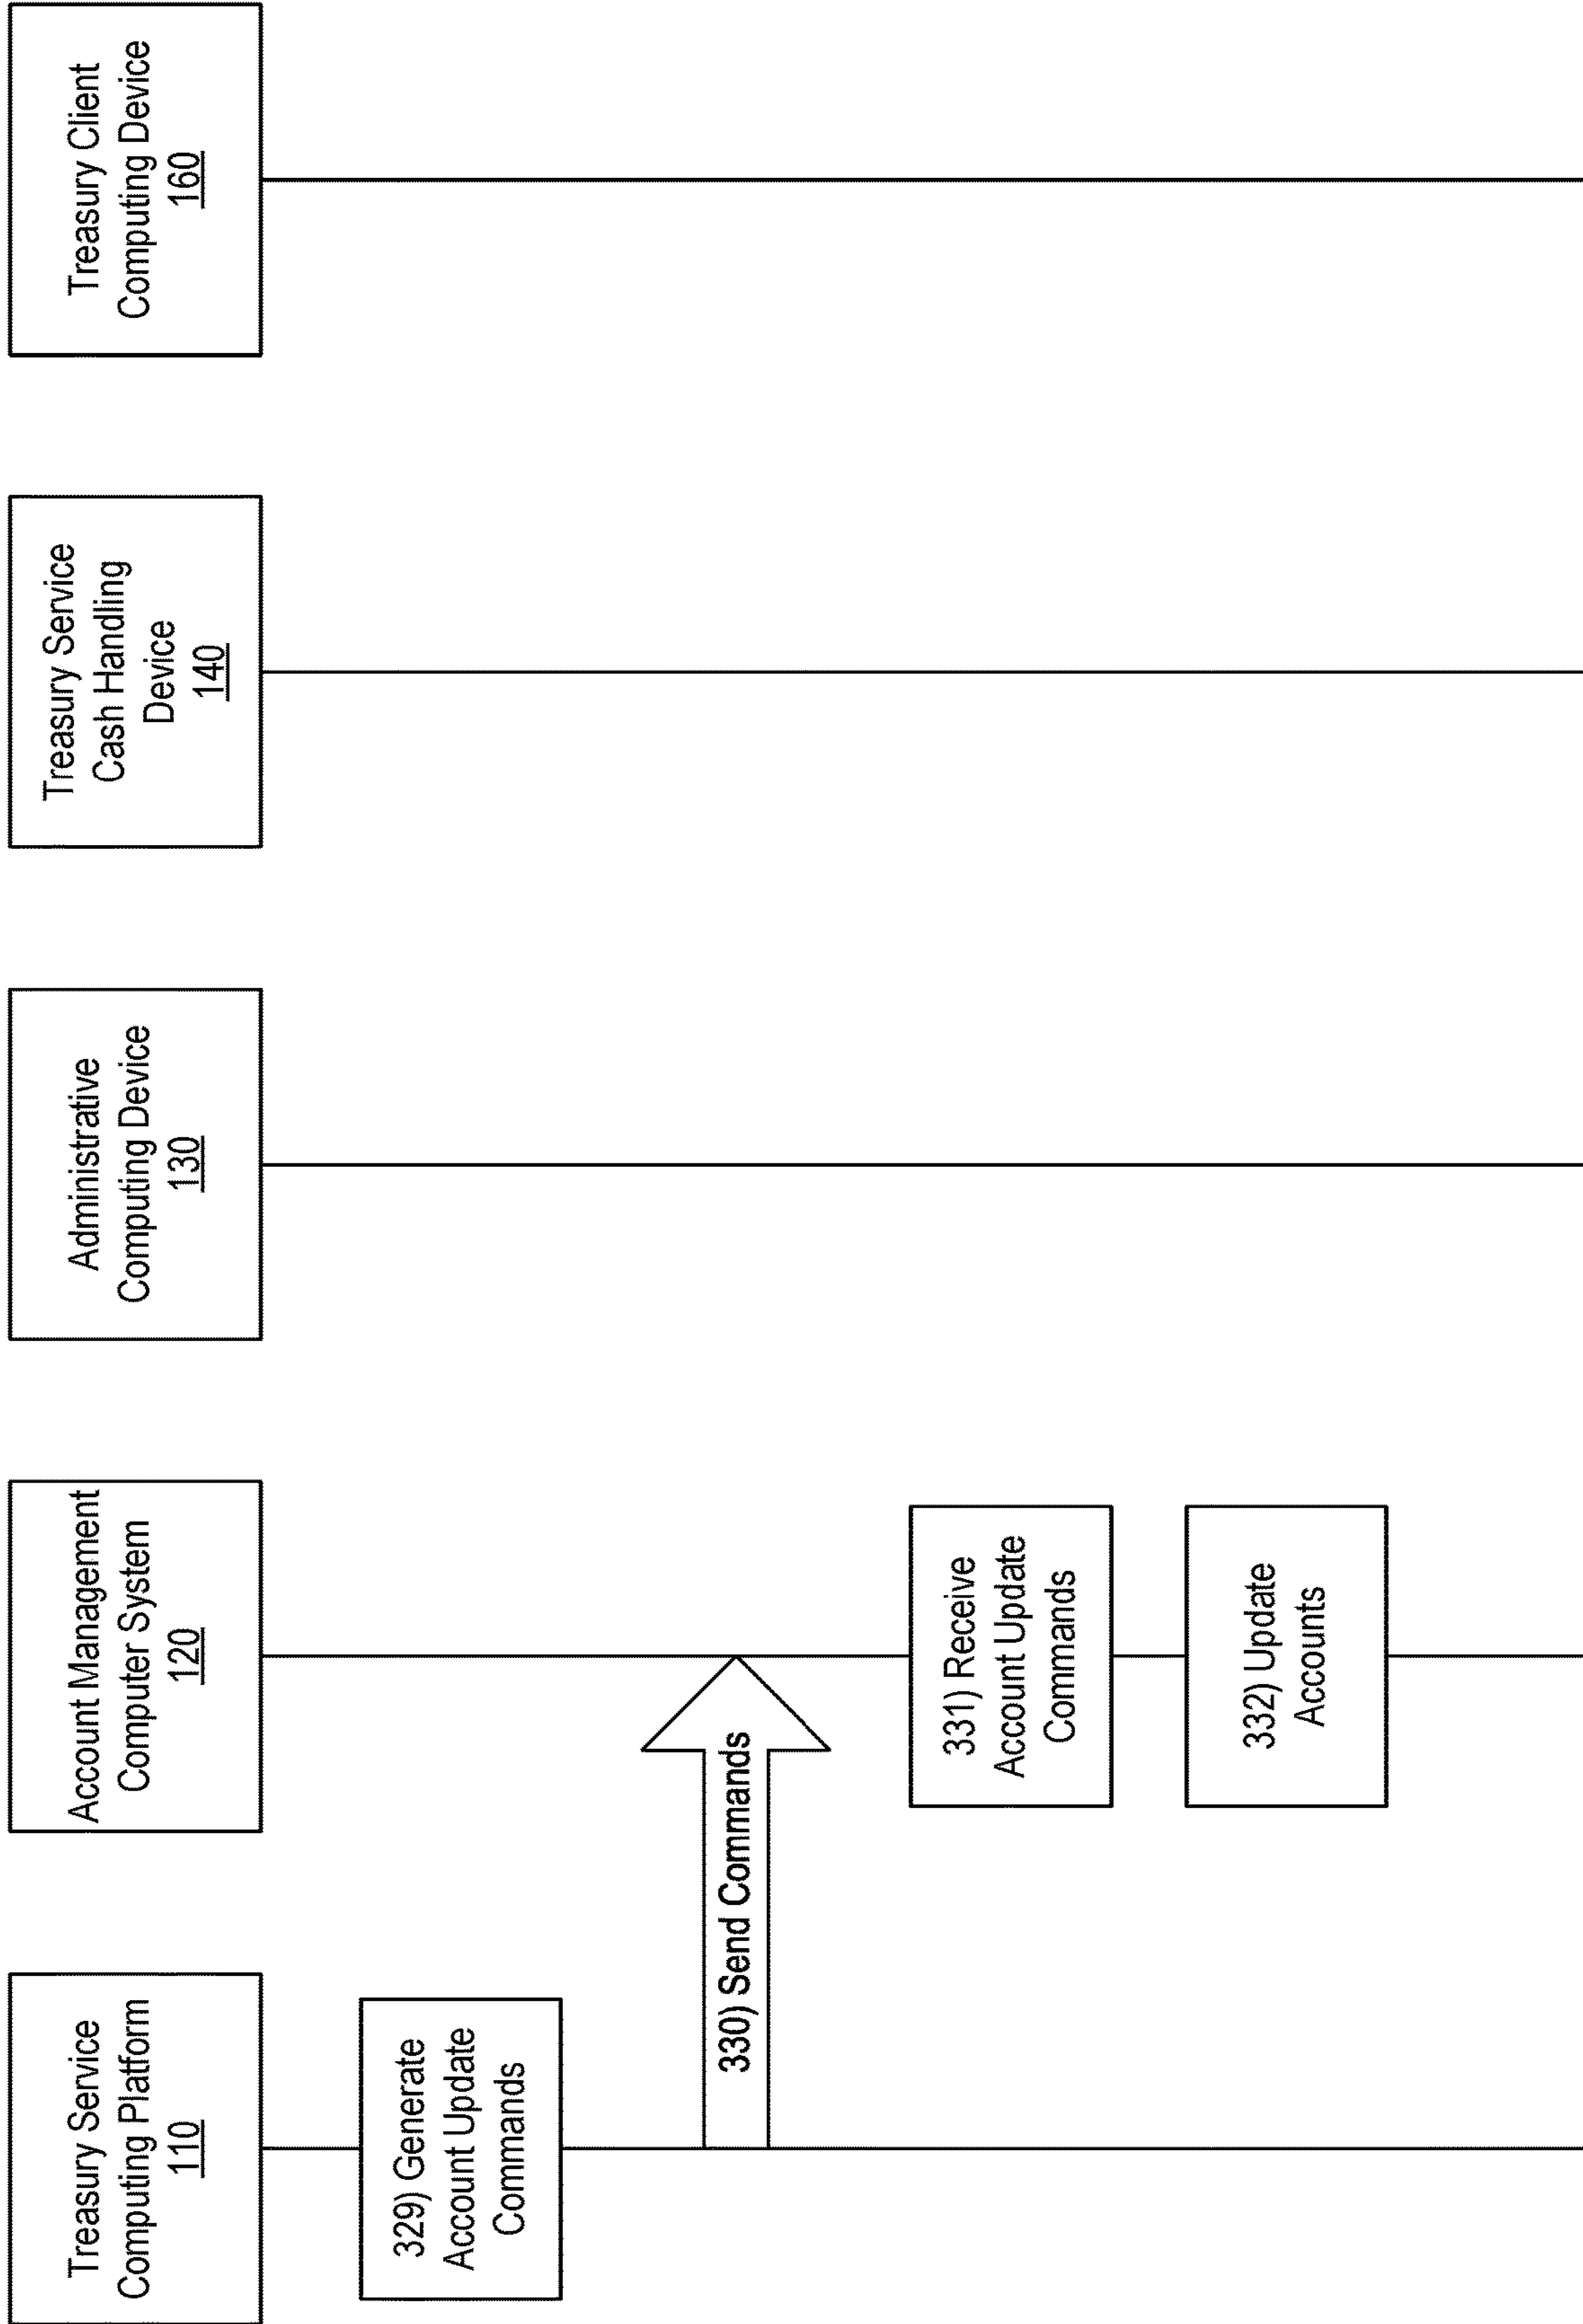 Treasury Service
Computing Platform
110
Account Management
Computer System
120
Administrative
Computing Device
130
Treasury Service
Cash Handling
Device
140
Treasury Client
Computing Device
160
329) Generate
Account Update
Commands
330) Send Commands
331) Receive
Account Update
Commands
332) Update
Accounts